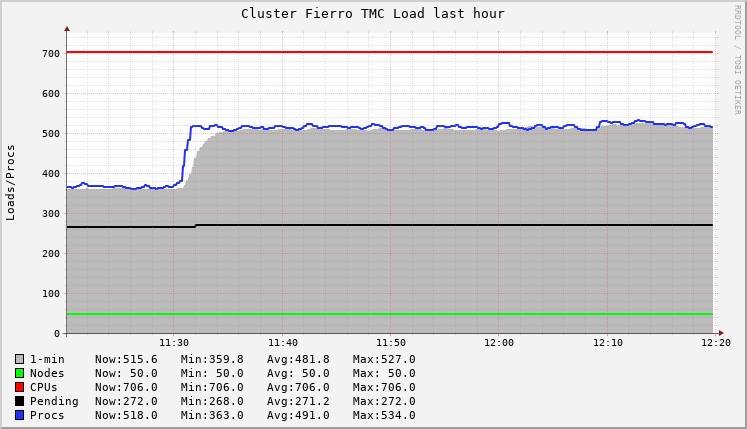 Cluster Fierro TMC Load last hour
RRDTOOL / TOBI OETIKER
Loads/Procs
700
600
500
400
300
200
100
0
11:30 11:40 11:50 12:00 12:10 12:20
1-min Now:515.6 Min:359.8 Avg:481.8 Max:527.0
Nodes Now: 50.0 Min: 50.0 Avg: 50.0 Max: 50.0
CPUs Now:706.0 Min:706.0 Avg:706.0 Max:706.0
Pending Now:272.0 Min:268.0 Avg:271.2 Max:272.0
Procs Now:518.0 Min:363.0 Avg:491.0 Max:534.0